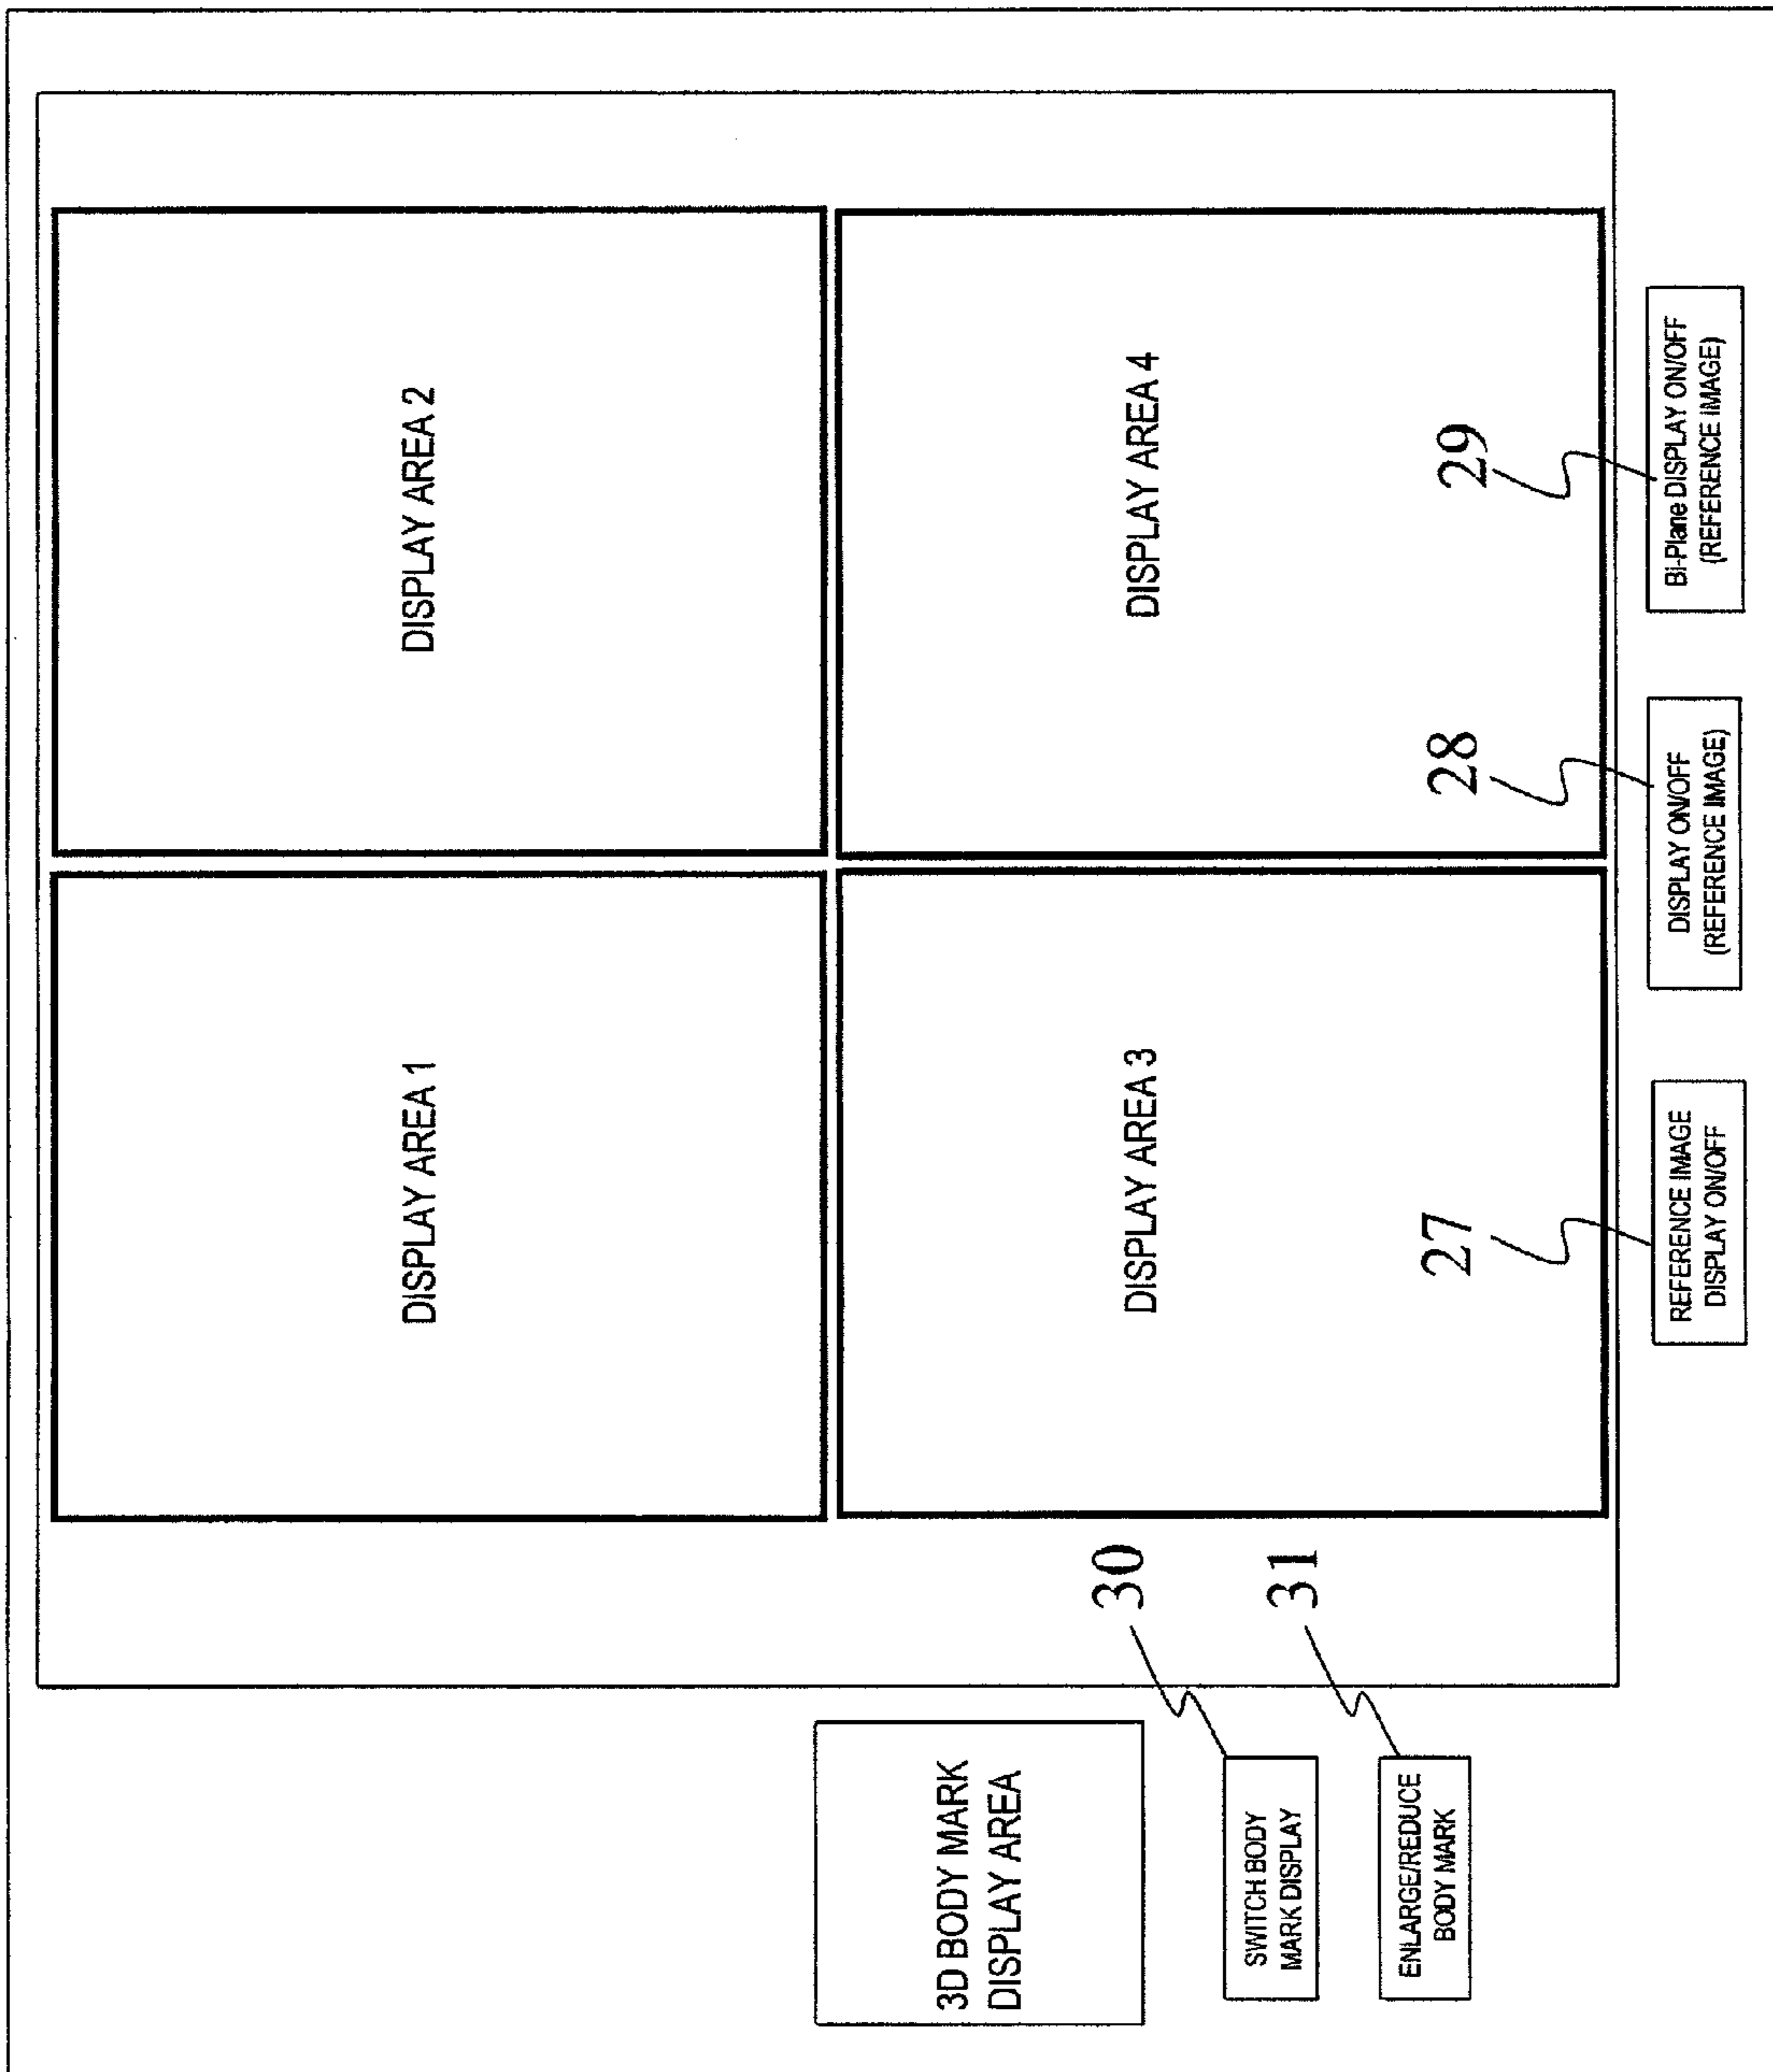 DISPLAY AREA 1
DISPLAY AREA 2
3D BODY MARK
DISPLAY AREA
DISPLAY AREA 3
DISPLAY AREA 4
30
SWITCH BODY
MARK DISPLAY
31
ENLARGE/REDUCE
BODY MARK
27
28
29
REFERENCE IMAGE
DISPLAY ON/OFF
DISPLAY ON/OFF
(REFERENCE IMAGE)
Bi-Plane DISPLAY ON/OFF
(REFERENCE IMAGE)